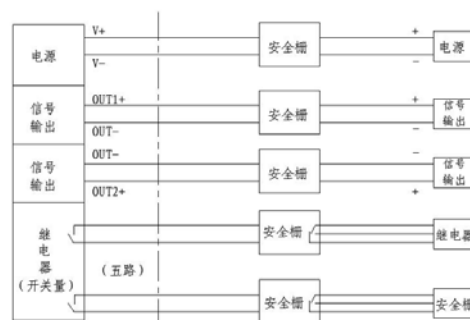 V+
电源
安全栅
+
电源
V-
-
OUT1+
信号
输出
安全栅
+
信号
输出
OUT-
-
OUT-
信号
输出
安全栅
-
信号
输出
OUT2+
+
继
电
器
(开关量)
安全栅
继电器
(五路)
安全栅
安全栅